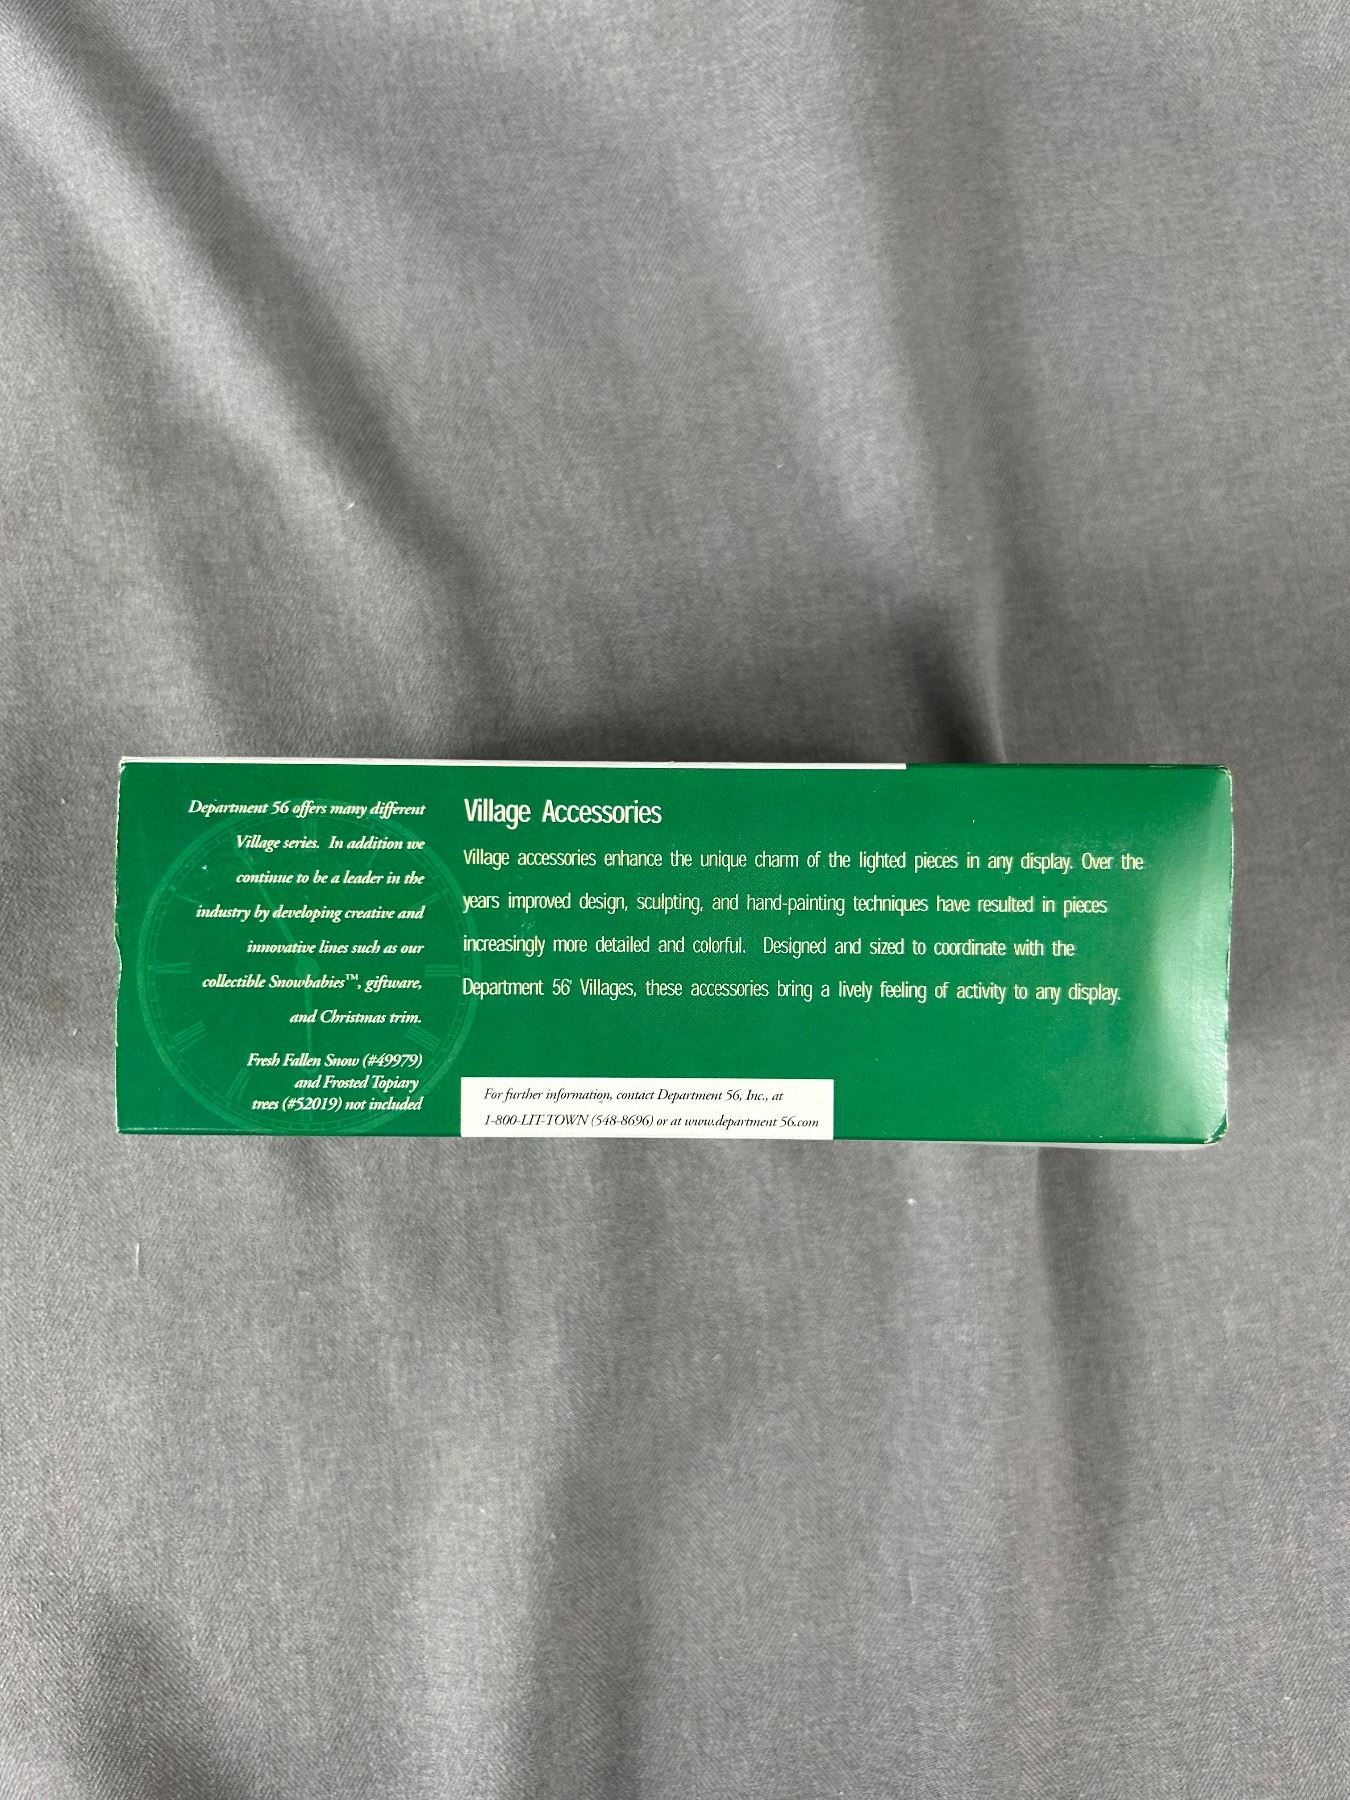 Department 56 offers many different
Village series. In addition we
continue to be a leader in the
industry by developing creative and
innovative lines such as our
collectible Snowbabies™, giftware,
and Christmas trim.
Fresh Fallen Snow (#49979)
and Frosted Topiary
trees (#52019) not included
Village Accessories
Village accessories enhance the unique charm of the lighted pieces in any display. Over the
years improved design, sculpting, and hand-painting techniques have resulted in pieces
increasingly more detailed and colorful. Designed and sized to coordinate with the
Department 56' Villages, these accessories bring a lively feeling of activity to any display.
For further information, contact Department 56, Inc., at
1-800-LIT-TOWN (548-8696) or at www.department 56.com